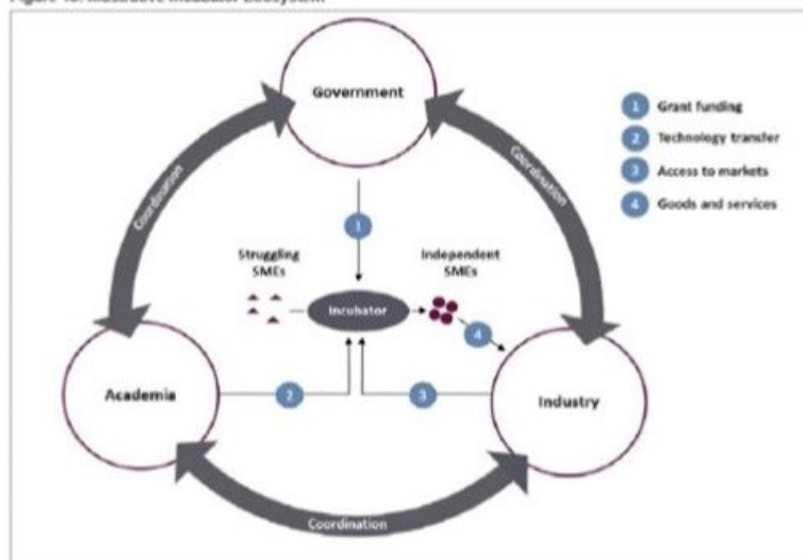 Government
1 Grant funding
2 Technology transfer
3 Access to markets
4 Goods and services
Coordination
Coordination
1
Struggling
SMEs
Independent
SMEs
Incubator
4
Academia
2
3
Industry
Coordination